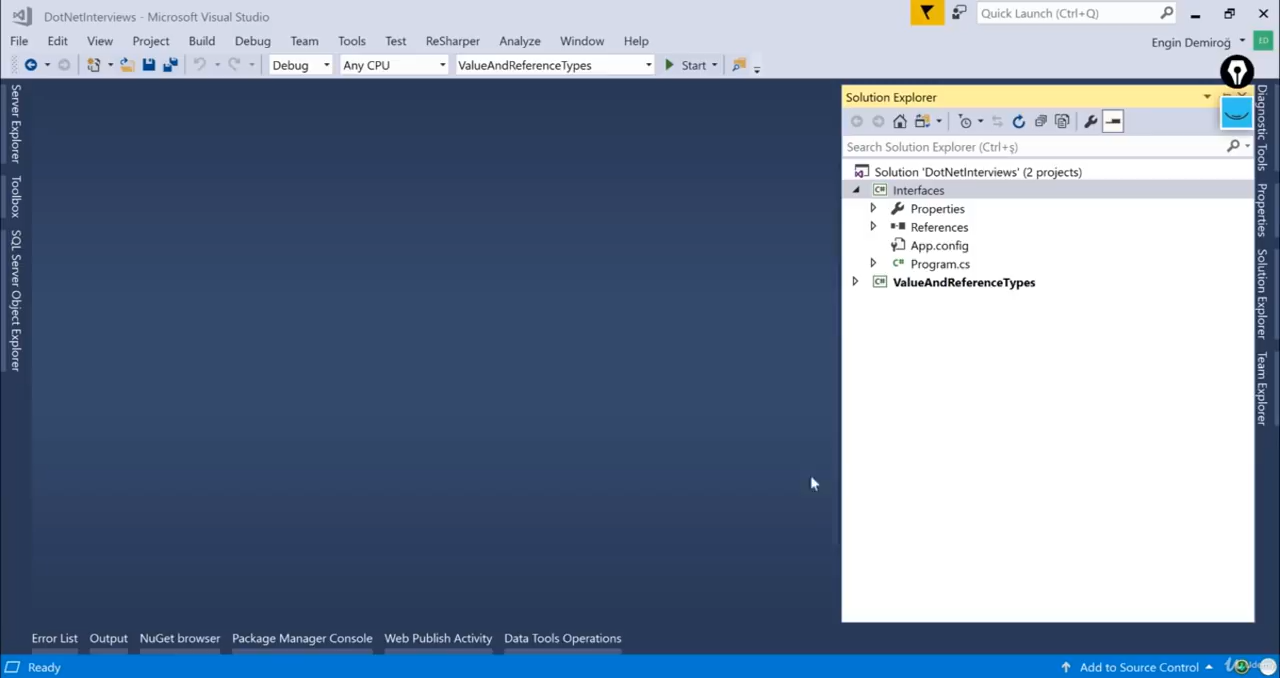 DotNetInterviews - Microsoft Visual Studio
Quick Launch (Ctrl+Q)
File Edit View Project Build Debug Team Tools Test ReSharper Analyze Window Help
Engin Demiroğ
ED
Debug Any CPU ValueAndReferenceTypes Start
Server Explorer
Toolbox
SQL Server Object Explorer
Solution Explorer
Search Solution Explorer (Ctrl+ş)
Solution 'DotNetInterviews' (2 projects)
C# Interfaces
Properties
References
App.config
C# Program.cs
C# ValueAndReferenceTypes
Diagnostic Tools
Properties
Solution Explorer
Team Explorer
Error List Output NuGet browser Package Manager Console Web Publish Activity Data Tools Operations
Ready
Add to Source Control